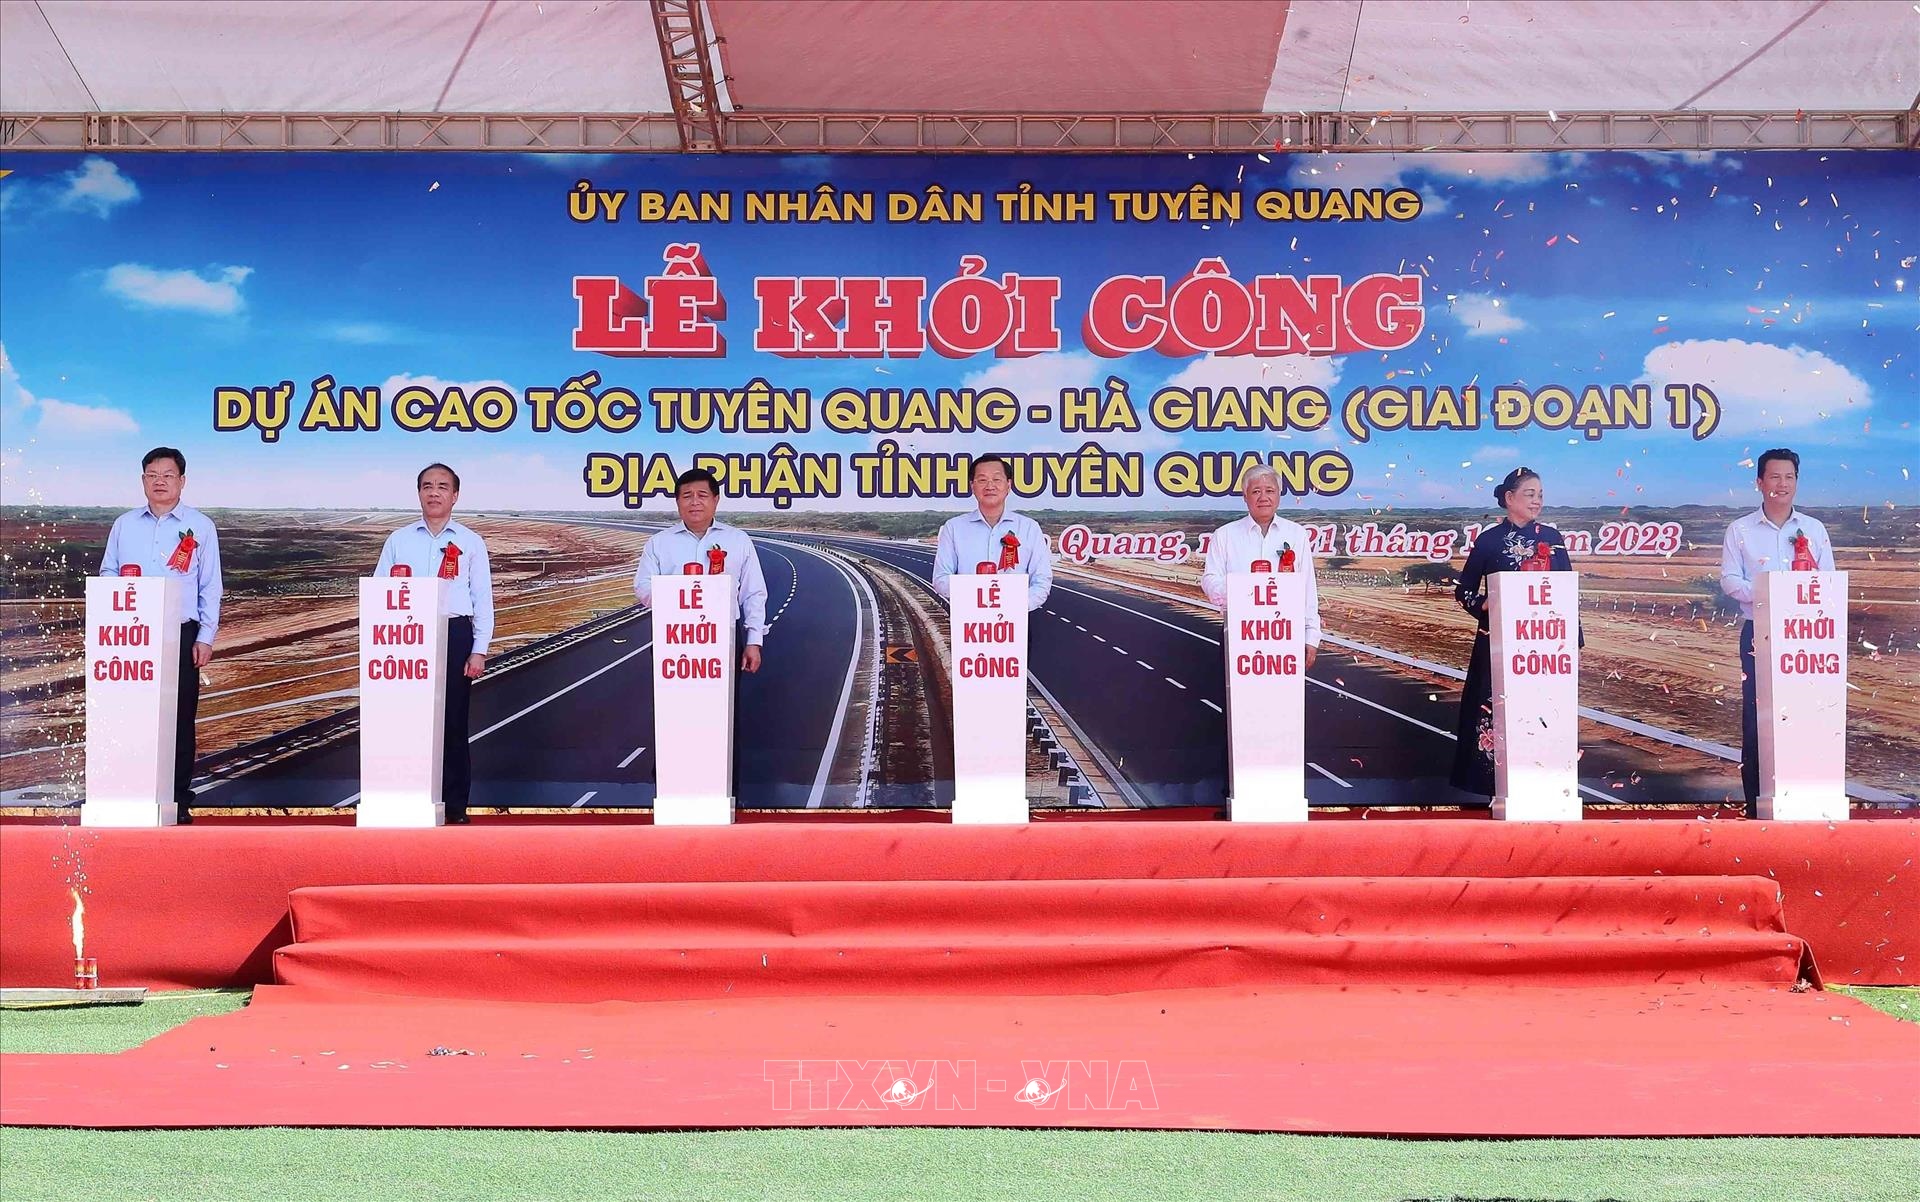 ỦY BAN NHÂN DÂN TỈNH TUYÊN QUANG
LỄ KHỞI CÔNG
DỰ ÁN CAO TỐC TUYÊN QUANG - HÀ GIANG (GIAI ĐOẠN 1)
ĐỊA PHẬN TỈNH TUYÊN QUANG
Quang, 21 tháng 2023
LỄ
KHỞI
CÔNG
LỄ
KHỞI
CÔNG
LỄ
KHỞI
CÔNG
LỄ
KHỞI
CÔNG
LỄ
KHỞI
CÔNG
LỄ
KHỞI
CÔNG
LỄ
KHỞI
CÔNG
TTXVN-VNA